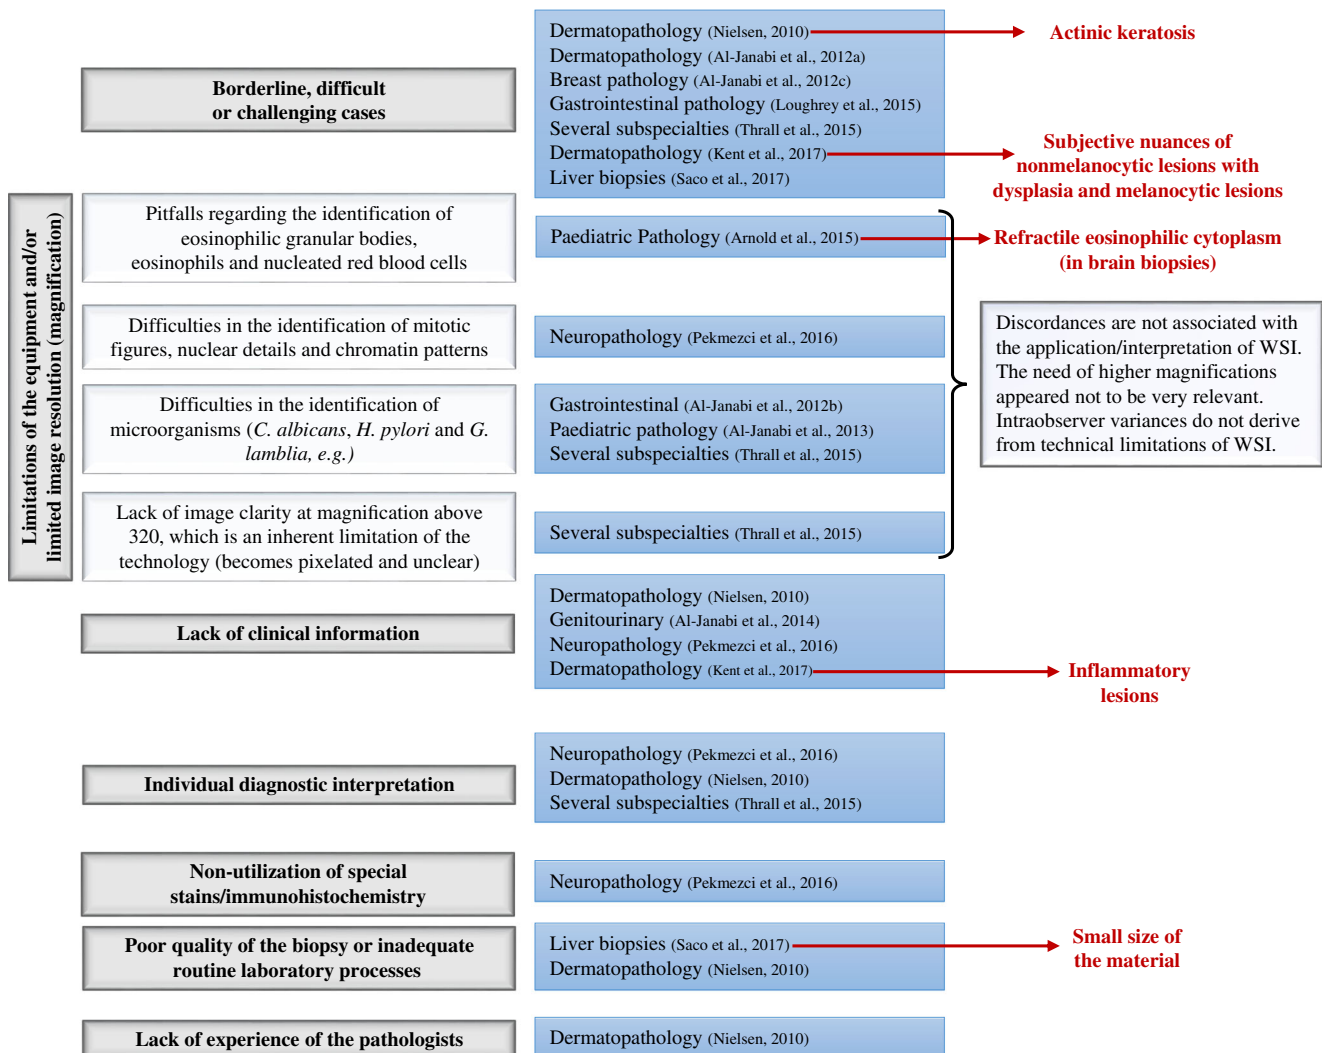 Borderline, difficult
or challenging cases
Dermatopathology (Nielsen, 2010)
Dermatopathology (Al-Janabi et al., 2012a)
Breast pathology (Al-Janabi et al., 2012c)
Gastrointestinal pathology (Loughrey et al., 2015)
Several subspecialties (Thrall et al., 2015)
Dermatopathology (Kent et al., 2017)
Liver biopsies (Saco et al., 2017)
Actinic keratosis
Subjective nuances of
nonmelanocytic lesions with
dysplasia and melanocytic lesions
Limitations of the equipment and/or
limited image resolution (magnification)
Pitfalls regarding the identification of
eosinophilic granular bodies,
eosinophils and nucleated red blood cells
Paediatric Pathology (Arnold et al., 2015)
Refractile eosinophilic cytoplasm
(in brain biopsies)
Difficulties in the identification of mitotic
figures, nuclear details and chromatin patterns
Neuropathology (Pekmezci et al., 2016)
Difficulties in the identification of
microorganisms (C. albicans, H. pylori and G.
lamblia, e.g.)
Gastrointestinal (Al-Janabi et al., 2012b)
Paediatric pathology (Al-Janabi et al., 2013)
Several subspecialties (Thrall et al., 2015)
Lack of image clarity at magnification above
320, which is an inherent limitation of the
technology (becomes pixelated and unclear)
Several subspecialties (Thrall et al., 2015)
Discordances are not associated with
the application/interpretation of WSI.
The need of higher magnifications
appeared not to be very relevant.
Intraobserver variances do not derive
from technical limitations of WSI.
Lack of clinical information
Dermatopathology (Nielsen, 2010)
Genitourinary (Al-Janabi et al., 2014)
Neuropathology (Pekmezci et al., 2016)
Dermatopathology (Kent et al., 2017)
Inflammatory
lesions
Individual diagnostic interpretation
Neuropathology (Pekmezci et al., 2016)
Dermatopathology (Nielsen, 2010)
Several subspecialties (Thrall et al., 2015)
Non-utilization of special
stains/immunohistochemistry
Neuropathology (Pekmezci et al., 2016)
Poor quality of the biopsy or inadequate
routine laboratory processes
Liver biopsies (Saco et al., 2017)
Dermatopathology (Nielsen, 2010)
Small size of
the material
Lack of experience of the pathologists
Dermatopathology (Nielsen, 2010)